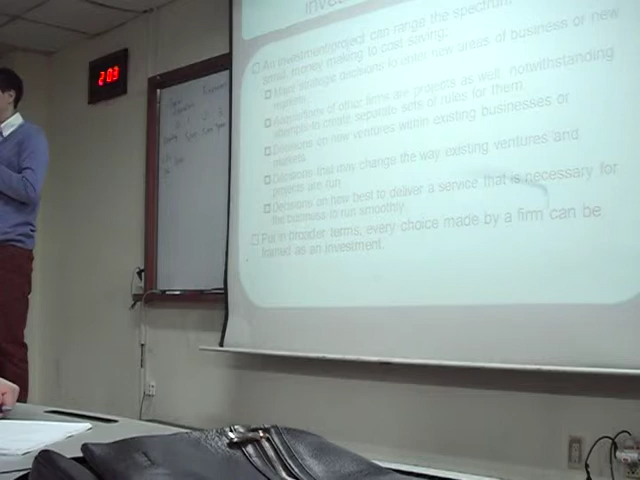 inves
An investment/project can range the spectrum
small, money making to cost saving:
Major strategic decisions to enter new areas of business or new
markets
Acquisitions of other firms are projects as well, notwithstanding
attempts to create separate sets of rules for them
Decisions on new ventures within existing businesses or
markets
Decisions that may change the way existing ventures and
projects are run
Decisions on how best to deliver a service that is necessary for
the business to run smoothly.
Put in broader terms, every choice made by a firm can be
framed as an investment.
2:03